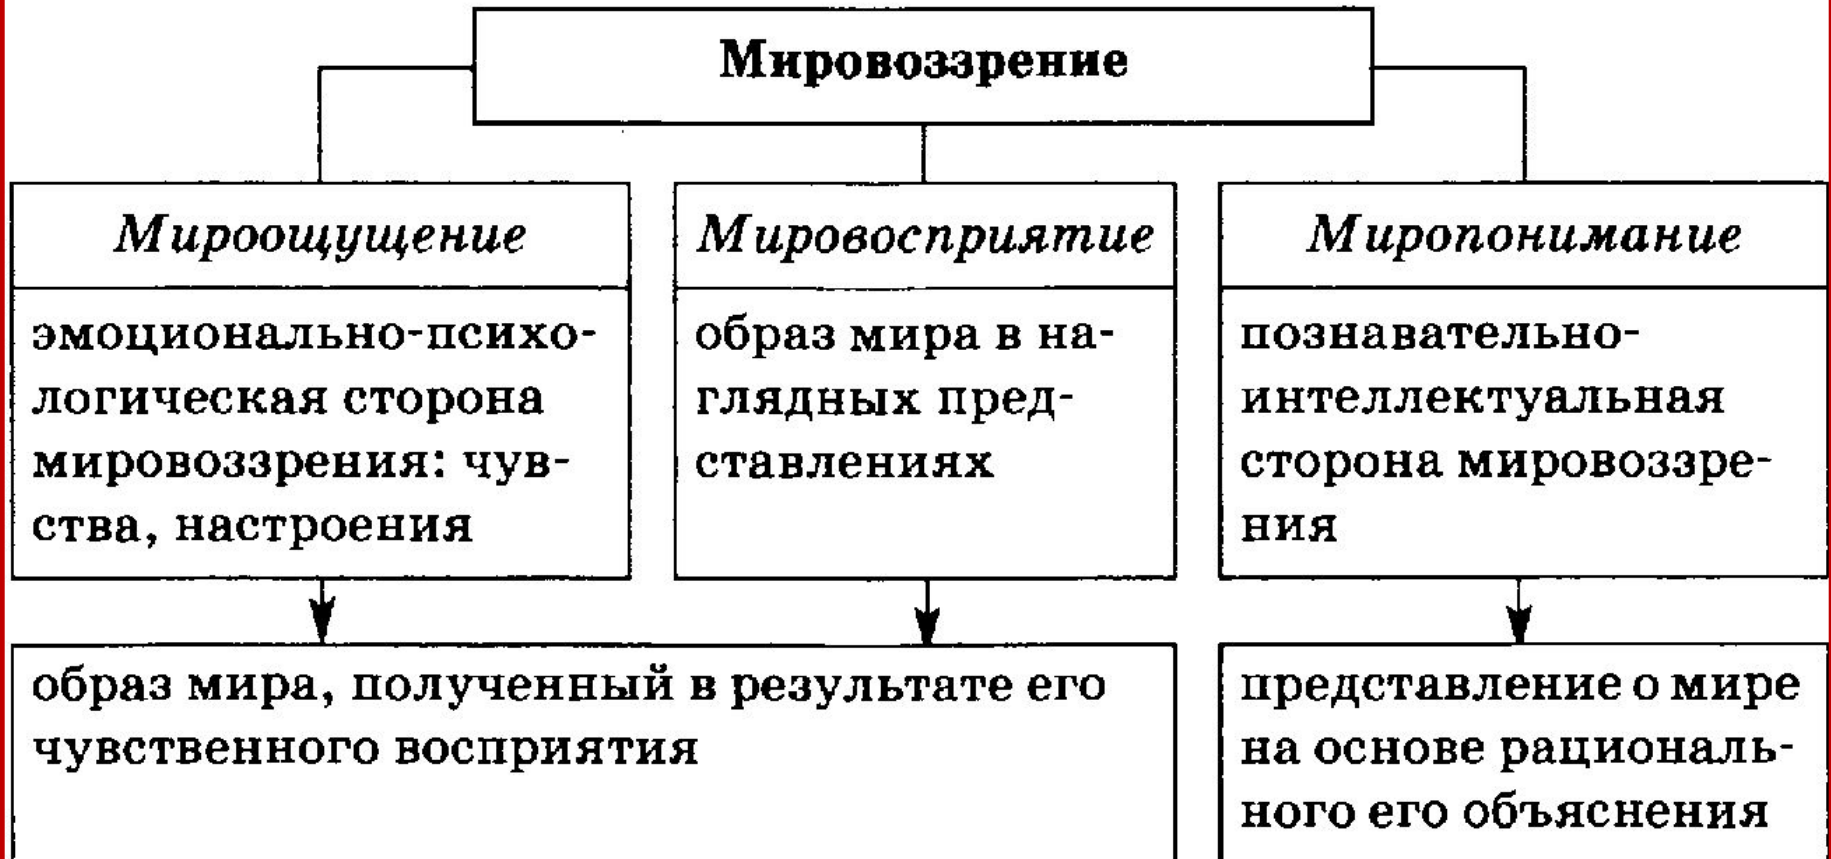 Мировоззрение
Мироощущение
эмоционально-психо-
логическая сторона
мировоззрения: чув-
ства, настроения
Мировосприятие
образ мира в на-
глядных пред-
ставлениях
Миропонимание
познавательно-
интеллектуальная
сторона мировоззре-
ния
образ мира, полученный в результате его
чувственного восприятия
представление о мире
на основе рациональ-
ного его объяснения